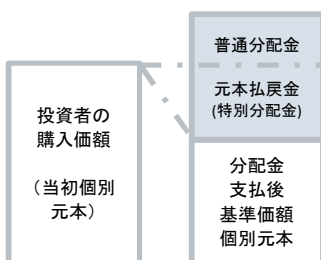 普通分配金
元本払戻金
(特別分配金)
投資者の
購入価額
（当初個別
元本）
分配金
支払後
基準価額
個別元本